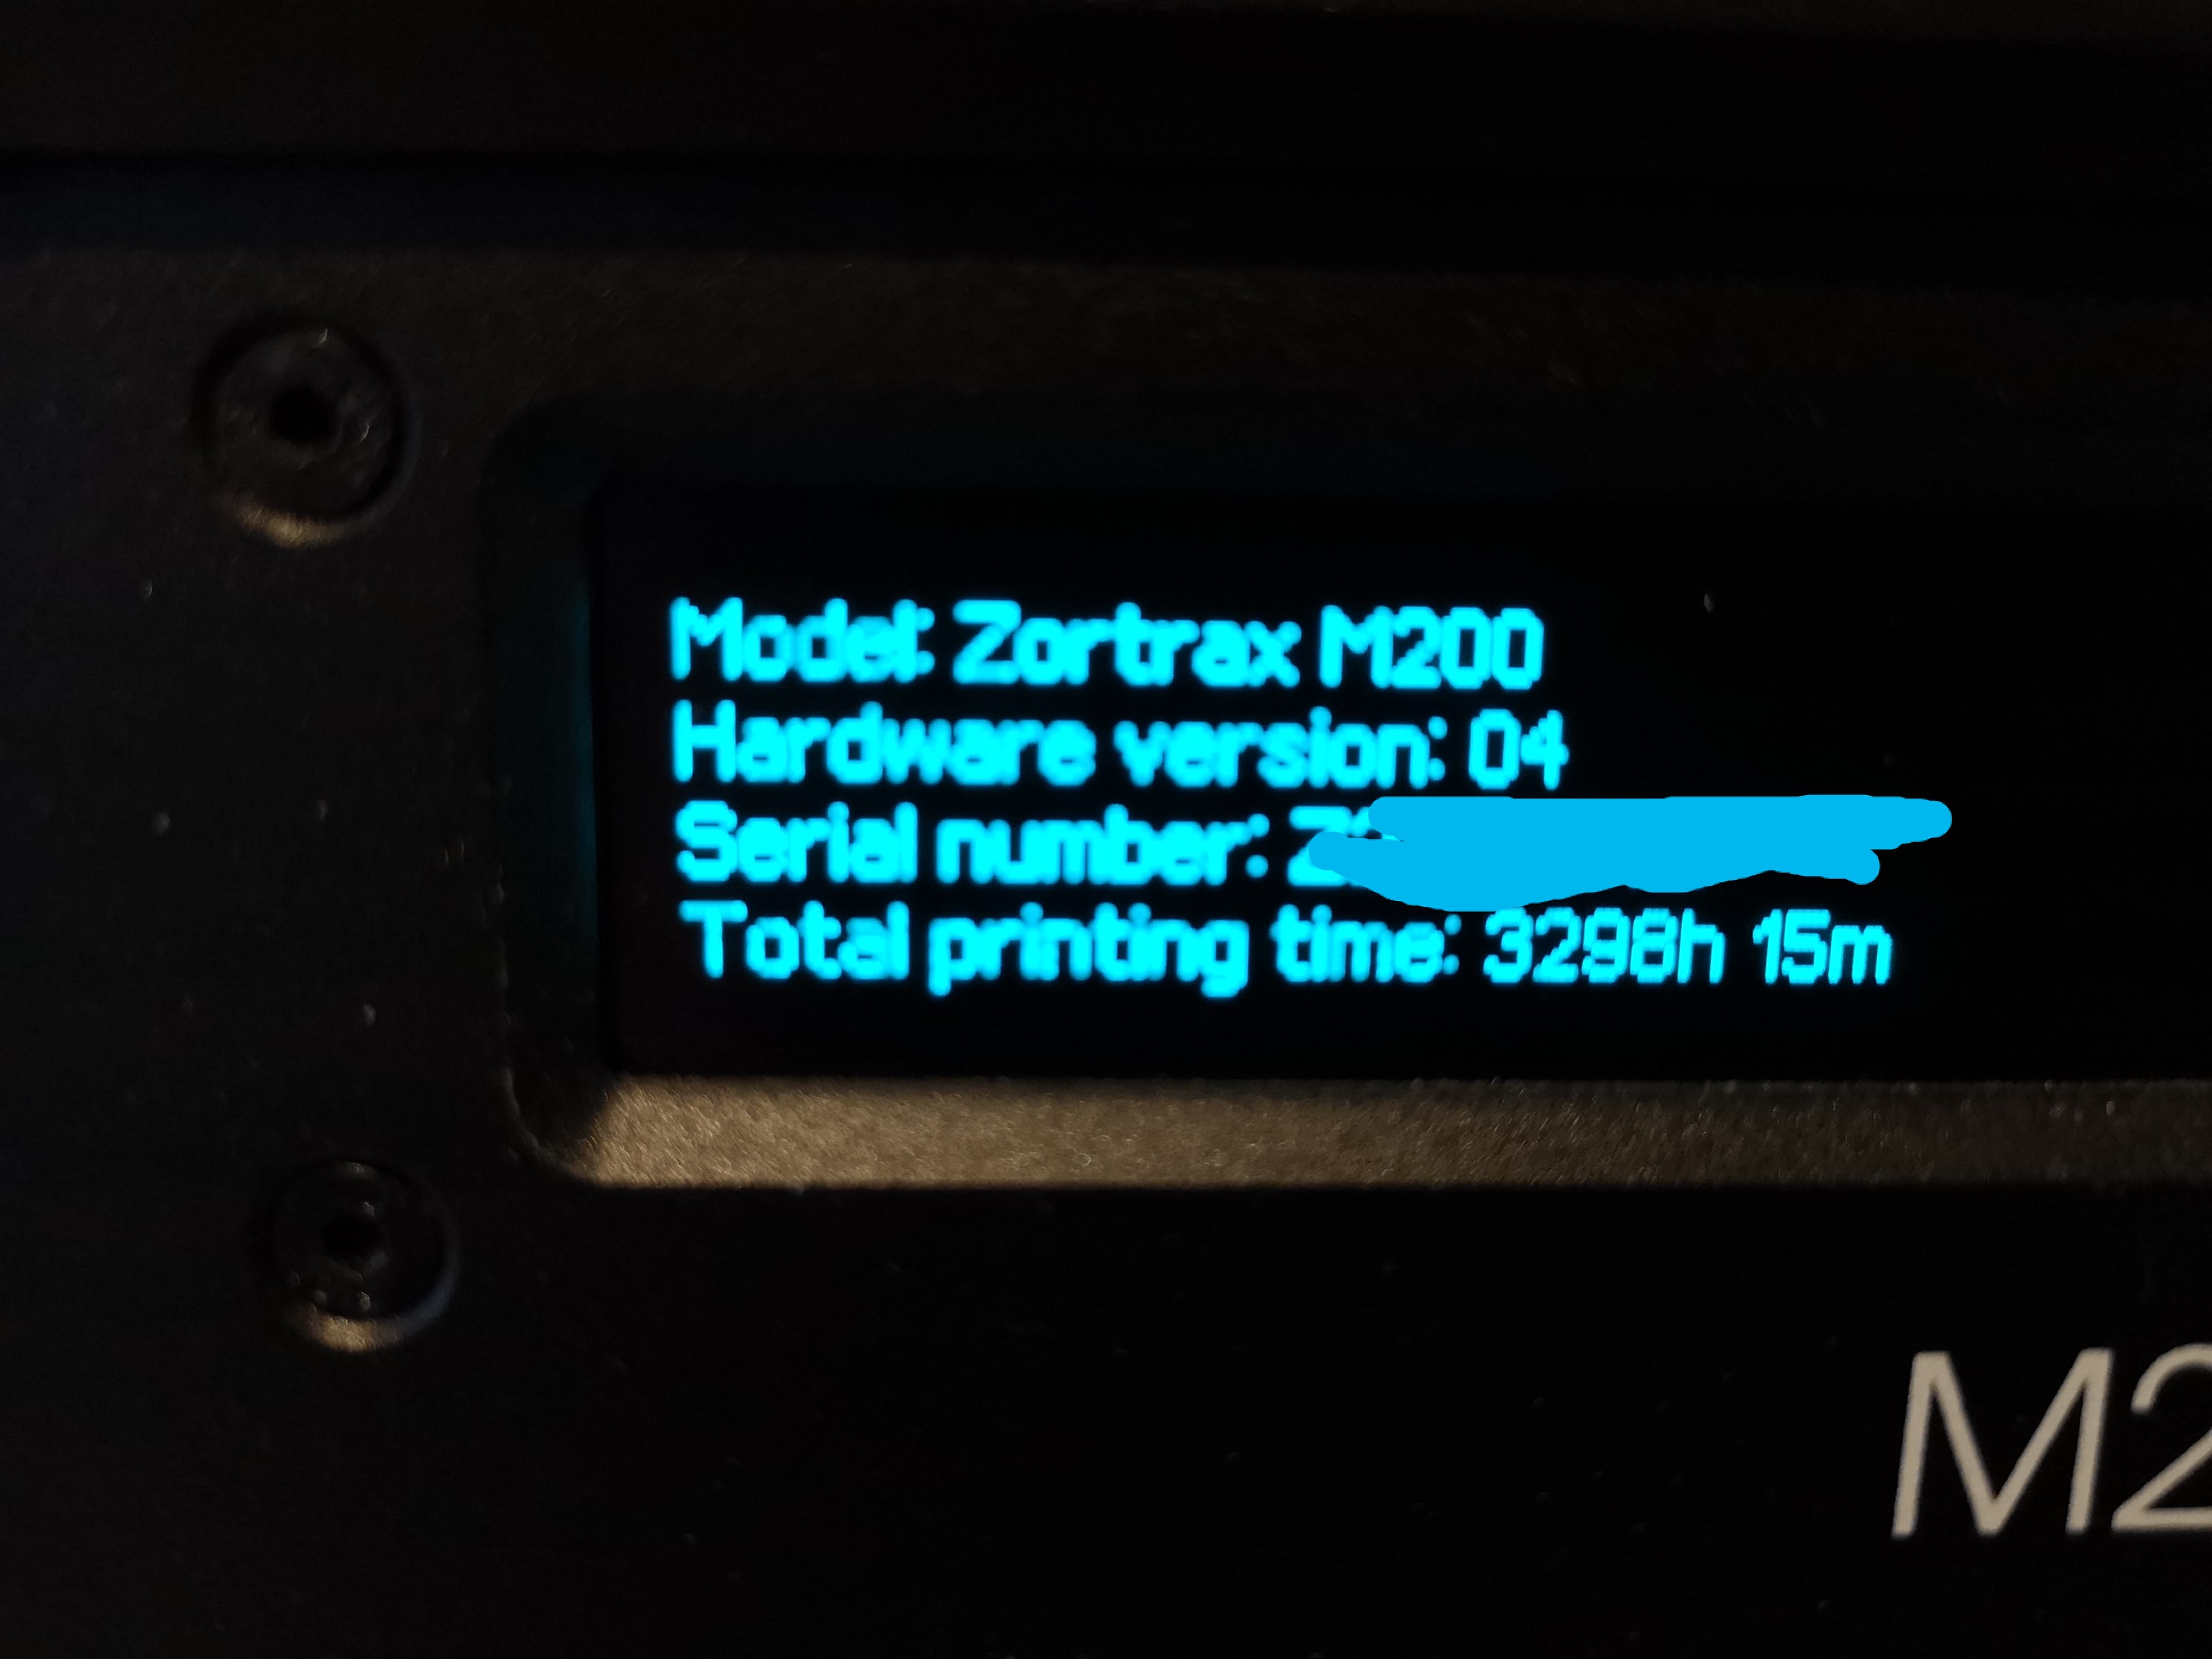 Model: Zortrax M200
Hardware version: 04
Serial number:
Total printing time: 3298h 15m
M2